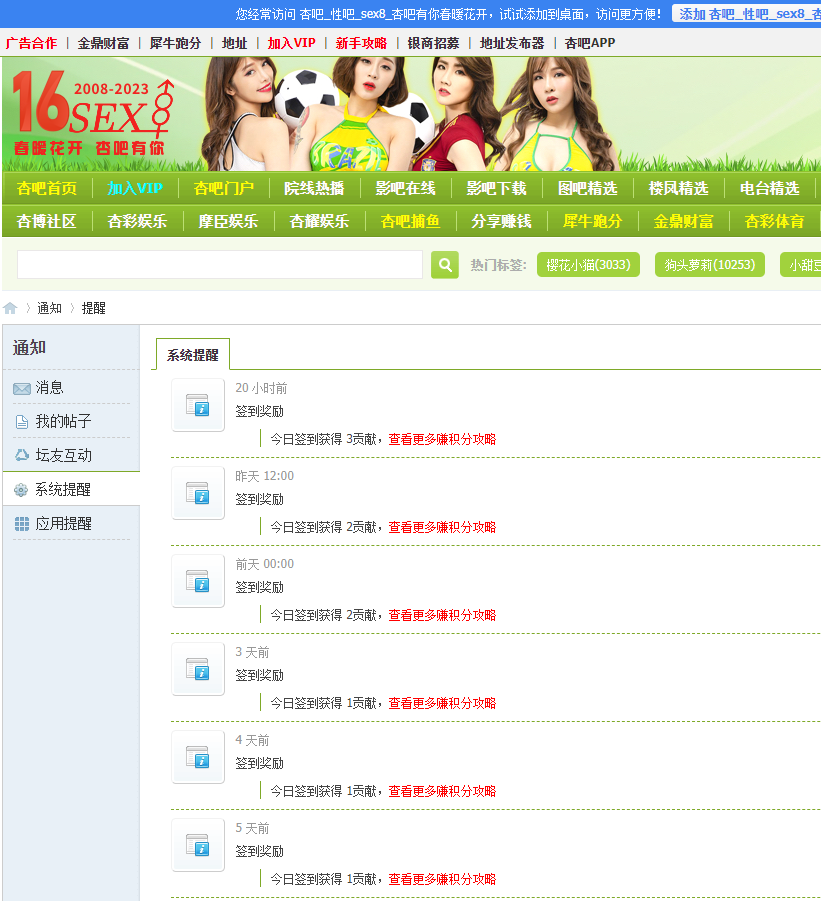 您经常访问 杏吧_性吧_sex8_杏吧有你春暖花开，试试添加到桌面，访问更方便！ 添加 杏吧_性吧_sex8_杏
广告合作 | 金鼎财富 | 犀牛跑分 | 地址 | 加入VIP | 新手攻略 | 银商招募 | 地址发布器 | 杏吧APP
2008-2023
16SEX8
春暖花开 杏吧有你
杏吧首页 加入VIP 杏吧门户 院线热播 影吧在线 影吧下载 图吧精选 楼凤精选 电台精选
杏博社区 杏彩娱乐 摩臣娱乐 杏耀娱乐 杏吧捕鱼 分享赚钱 犀牛跑分 金鼎财富 杏彩体育
热门标签: 樱花小猫(3033) 狗头萝莉(10253) 小甜豆
通知 提醒
通知
消息
我的帖子
坛友互动
系统提醒
应用提醒
系统提醒
20 小时前
签到奖励
今日签到获得 3贡献，查看更多赚积分攻略
昨天 12:00
签到奖励
今日签到获得 2贡献，查看更多赚积分攻略
前天 00:00
签到奖励
今日签到获得 2贡献，查看更多赚积分攻略
3 天前
签到奖励
今日签到获得 1贡献，查看更多赚积分攻略
4 天前
签到奖励
今日签到获得 1贡献，查看更多赚积分攻略
5 天前
签到奖励
今日签到获得 1贡献，查看更多赚积分攻略